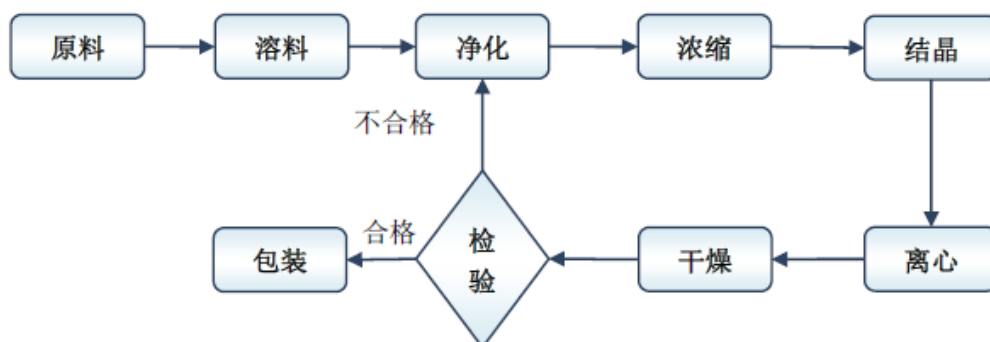 原料
溶料
净化
浓缩
结晶
不合格
包装
合格
检
验
干燥
离心